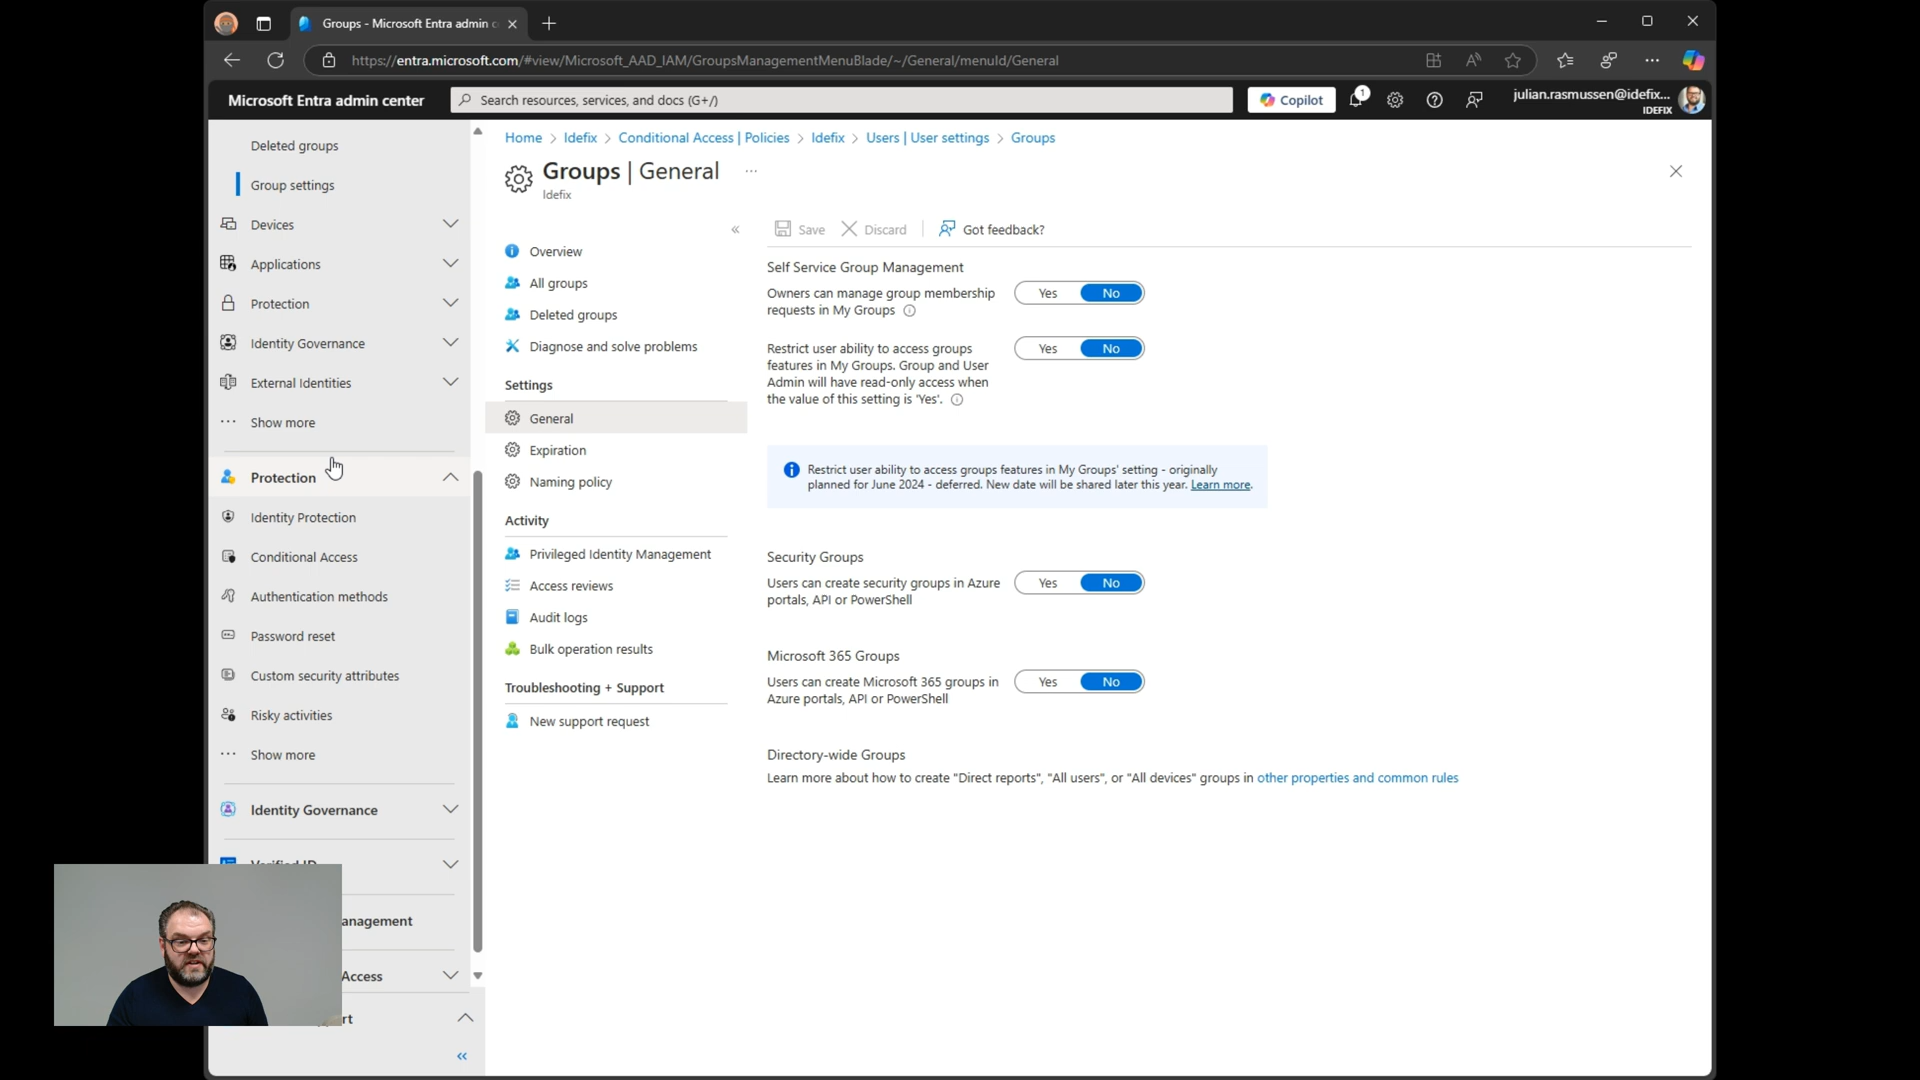 Groups - Microsoft Entra admin c
https://entra.microsoft.com/#view/Microsoft_AAD_IAM/GroupsManagementMenuBlade/~/General/menuId/General
Microsoft Entra admin center
Search resources, services, and docs (G+/)
Copilot
1
julian.rasmussen@idefix...
IDEFIX
Deleted groups
Group settings
Devices
Applications
Protection
Identity Governance
External Identities
Show more
Protection
Identity Protection
Conditional Access
Authentication methods
Password reset
Custom security attributes
Risky activities
Show more
Identity Governance
Verified ID
anagement
Access
rt
Home > Idefix > Conditional Access | Policies > Idefix > Users | User settings > Groups
Groups | General
Idefix
Overview
All groups
Deleted groups
Diagnose and solve problems
Settings
General
Expiration
Naming policy
Activity
Privileged Identity Management
Access reviews
Audit logs
Bulk operation results
Troubleshooting + Support
New support request
Save
Discard
Got feedback?
Self Service Group Management
Owners can manage group membership
requests in My Groups
Yes No
Restrict user ability to access groups
features in My Groups. Group and User
Admin will have read-only access when
the value of this setting is 'Yes'.
Yes No
Restrict user ability to access groups features in My Groups' setting - originally
planned for June 2024 - deferred. New date will be shared later this year. Learn more.
Security Groups
Users can create security groups in Azure
portals, API or PowerShell
Yes No
Microsoft 365 Groups
Users can create Microsoft 365 groups in
Azure portals, API or PowerShell
Yes No
Directory-wide Groups
Learn more about how to create "Direct reports", "All users", or "All devices" groups in other properties and common rules